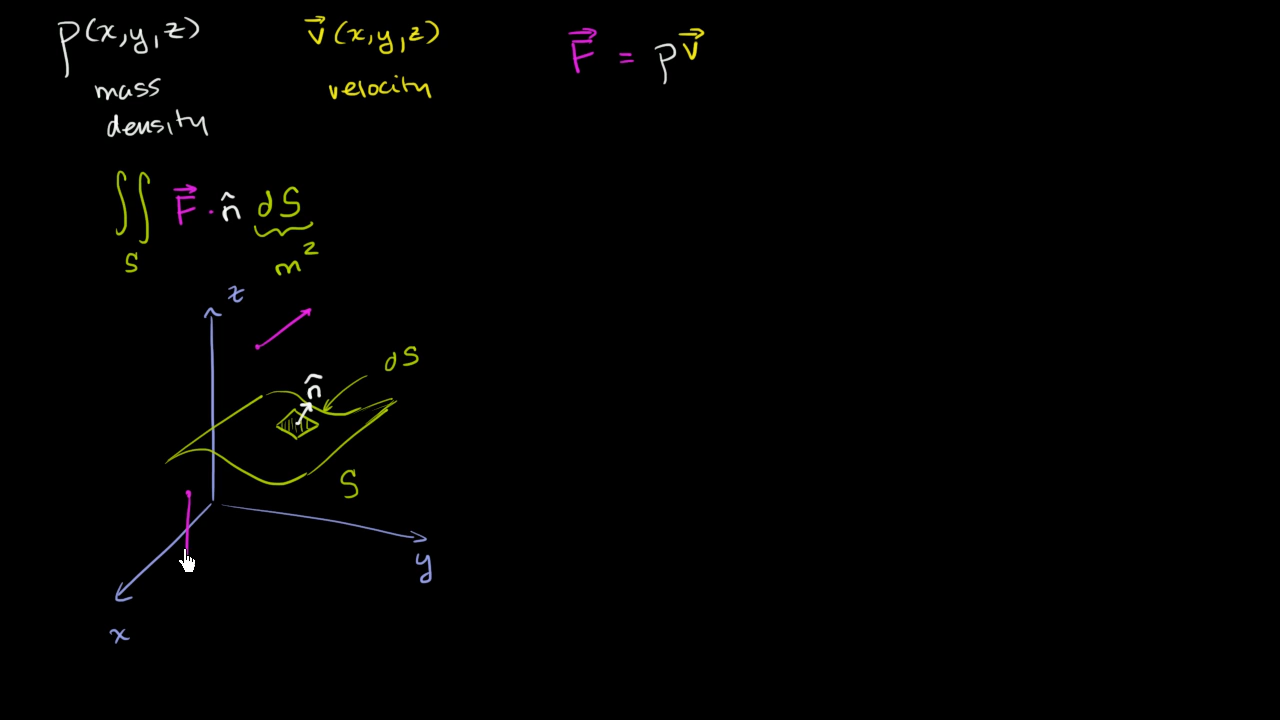 ρ(x,y,z)
mass
density
v⃗(x,y,z)
velocity
F⃗ = ρv⃗
∬ F⃗ · n̂ dS
S
m²
z
dS
n̂
S
y
x